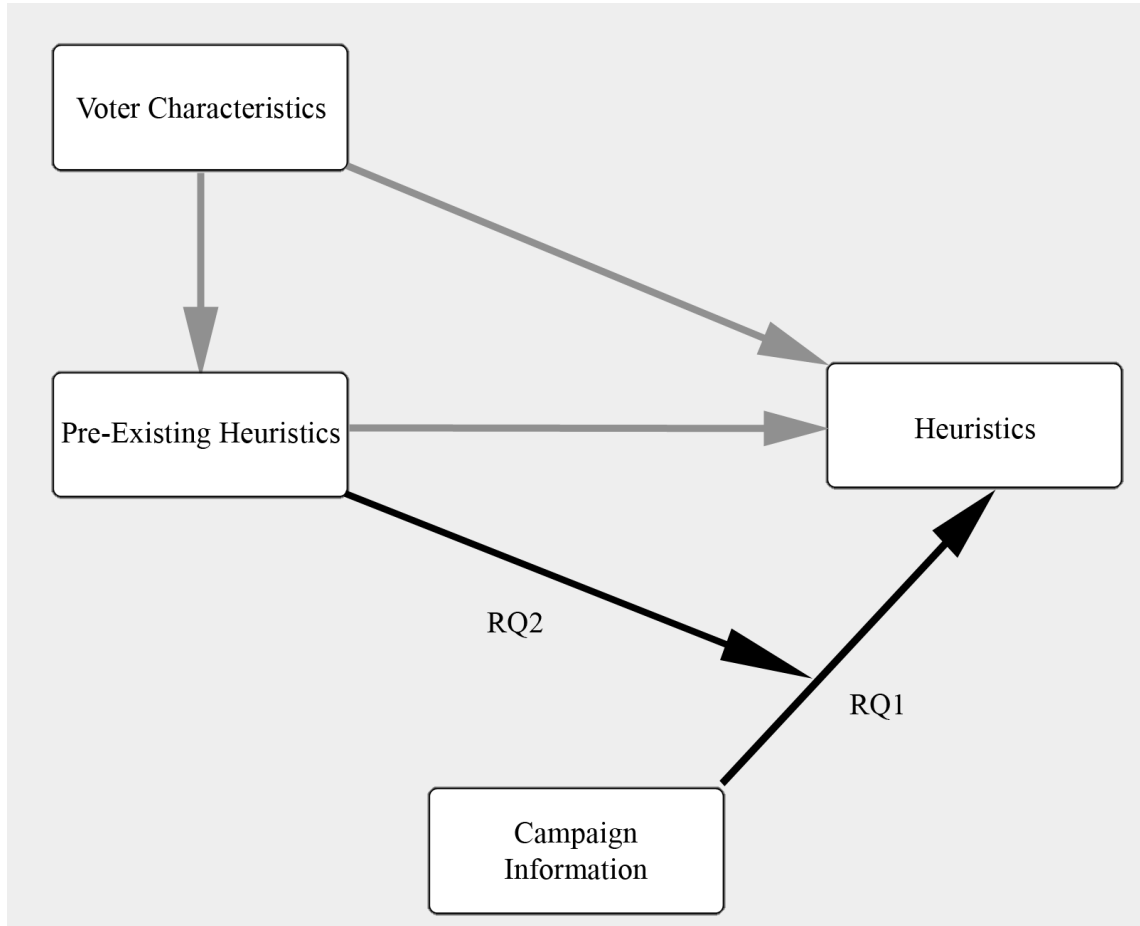 Voter Characteristics
Pre-Existing Heuristics
Heuristics
RQ2
RQ1
Campaign
Information